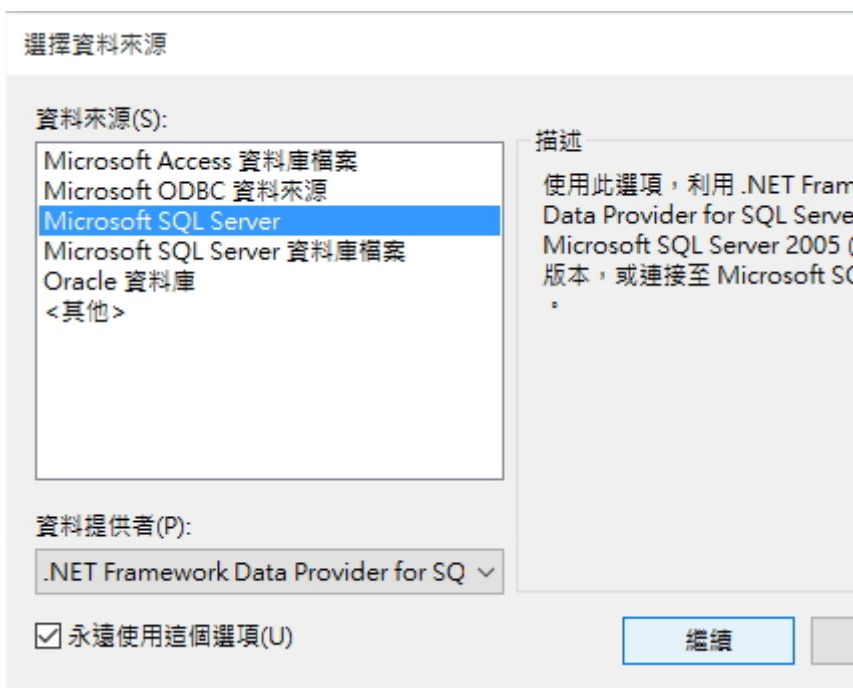 選擇資料來源
資料來源(S):
Microsoft Access 資料庫檔案
Microsoft ODBC 資料來源
Microsoft SQL Server
Microsoft SQL Server 資料庫檔案
Oracle 資料庫
<其他>
描述
使用此選項，利用 .NET Fram
Data Provider for SQL Serve
Microsoft SQL Server 2005 (
版本，或連接至 Microsoft SQ
。
資料提供者(P):
.NET Framework Data Provider for SQ
永遠使用這個選項(U)
繼續